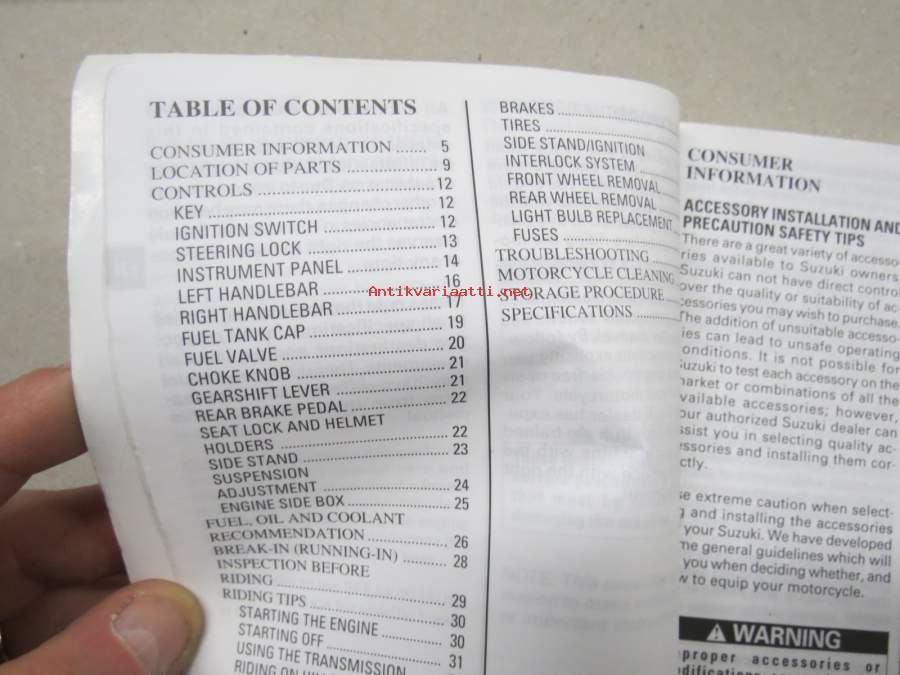 TABLE OF CONTENTS
CONSUMER INFORMATION ....... 5
LOCATION OF PARTS .................. 9
CONTROLS .................................. 12
KEY ........................................... 12
IGNITION SWITCH .................... 12
STEERING LOCK ....................... 13
INSTRUMENT PANEL ................ 14
LEFT HANDLEBAR ..................... 16
RIGHT HANDLEBAR .................. 17
FUEL TANK CAP ........................ 19
FUEL VALVE ............................... 20
CHOKE KNOB ............................ 21
GEARSHIFT LEVER .................... 21
REAR BRAKE PEDAL ................. 22
SEAT LOCK AND HELMET
HOLDERS .................................. 22
SIDE STAND .............................. 23
SUSPENSION
ADJUSTMENT ........................... 24
ENGINE SIDE BOX ..................... 25
FUEL, OIL AND COOLANT
RECOMMENDATION .................. 26
BREAK-IN (RUNNING-IN) ........... 28
INSPECTION BEFORE
RIDING ........................................ 29
RIDING TIPS ................................ 30
STARTING THE ENGINE ............. 30
STARTING OFF ........................... 31
USING THE TRANSMISSION
RIDING ON
BRAKES ...........................
TIRES ...........................
SIDE STAND/IGNITION
INTERLOCK SYSTEM .........
FRONT WHEEL REMOVAL
REAR WHEEL REMOVAL
LIGHT BULB REPLACEMENT
FUSES ...........................
TROUBLESHOOTING ...........
MOTORCYCLE CLEANING
STORAGE PROCEDURE
SPECIFICATIONS ...........
Antikvariaatti.net
CONSUMER
INFORMATION
ACCESSORY INSTALLATION AND
PRECAUTION SAFETY TIPS
There are a great variety of accesso-
ries available to Suzuki owners
Suzuki can not have direct control
over the quality or suitability of ac-
cessories you may wish to purchase.
The addition of unsuitable accesso-
ries can lead to unsafe operating
conditions. It is not possible for
Suzuki to test each accessory on the
market or combinations of all the
available accessories; however,
our authorized Suzuki dealer can
assist you in selecting quality ac-
cessories and installing them cor-
ctly.
se extreme caution when select-
g and installing the accessories
your Suzuki. We have developed
me general guidelines which will
you when deciding whether, and
w to equip your motorcycle.
WARNING
proper accessories or